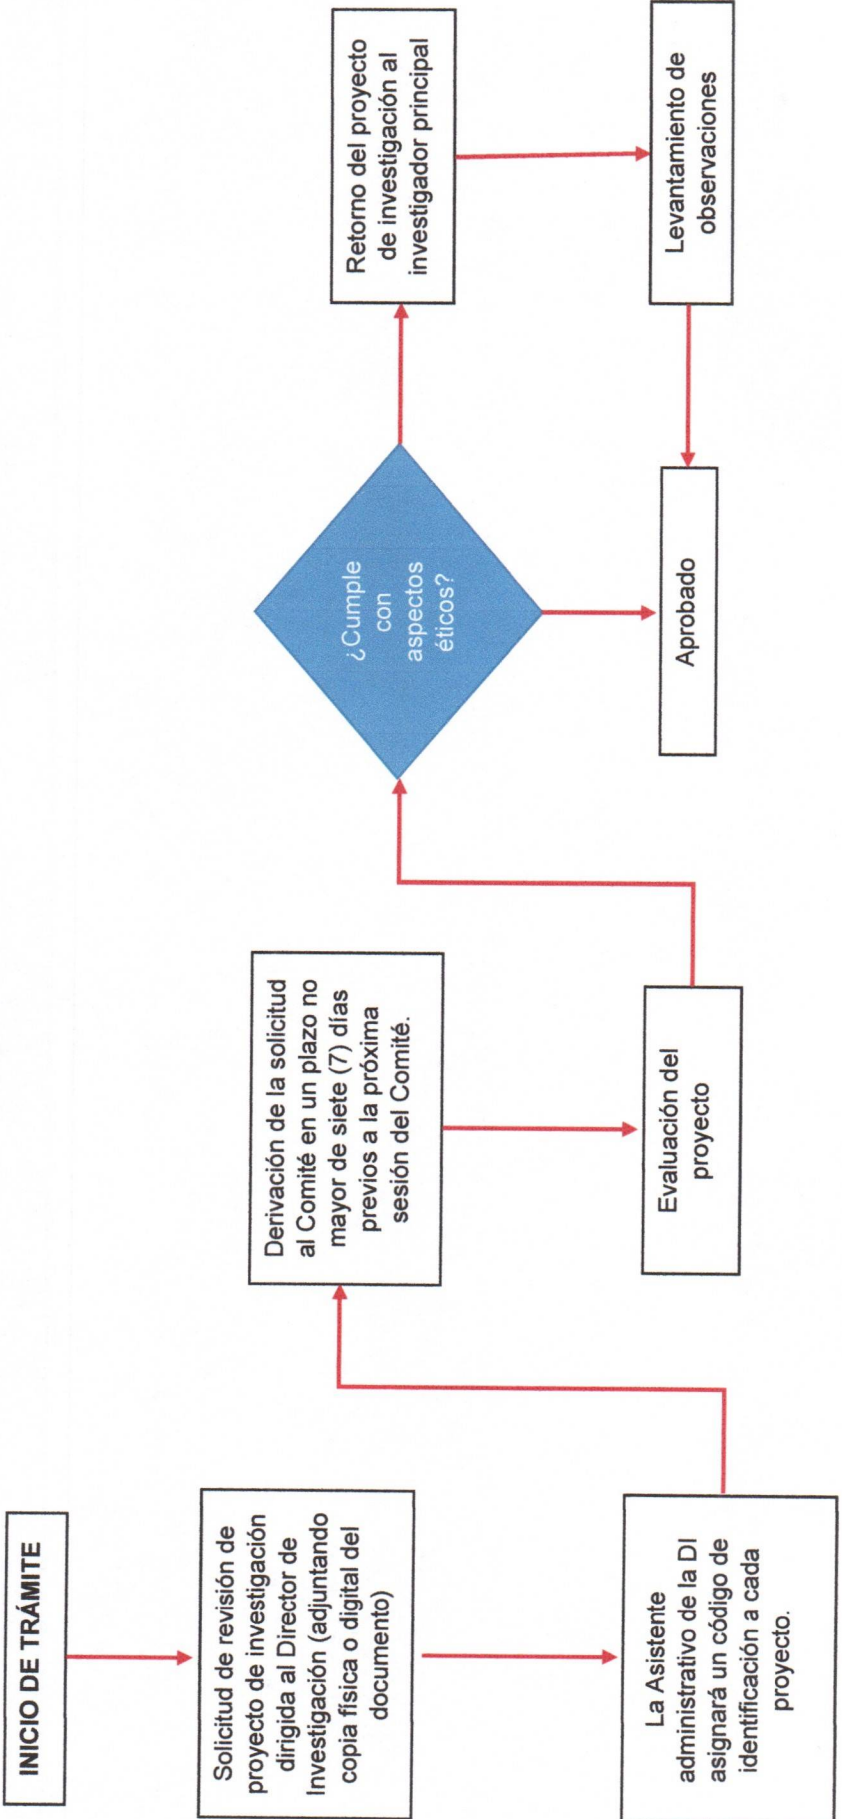 INICIO DE TRÁMITE
Solicitud de revisión de
proyecto de investigación
dirigida al Director de
Investigación (adjuntando
copia física o digital del
documento)
La Asistente
administrativo de la DI
asignará un código de
identificación a cada
proyecto.
Derivación de la solicitud
al Comité en un plazo no
mayor de siete (7) días
previos a la próxima
sesión del Comité.
Evaluación del
proyecto
¿Cumple
con
aspectos
éticos?
Aprobado
Retorno del proyecto
de investigación al
investigador principal
Levantamiento de
observaciones